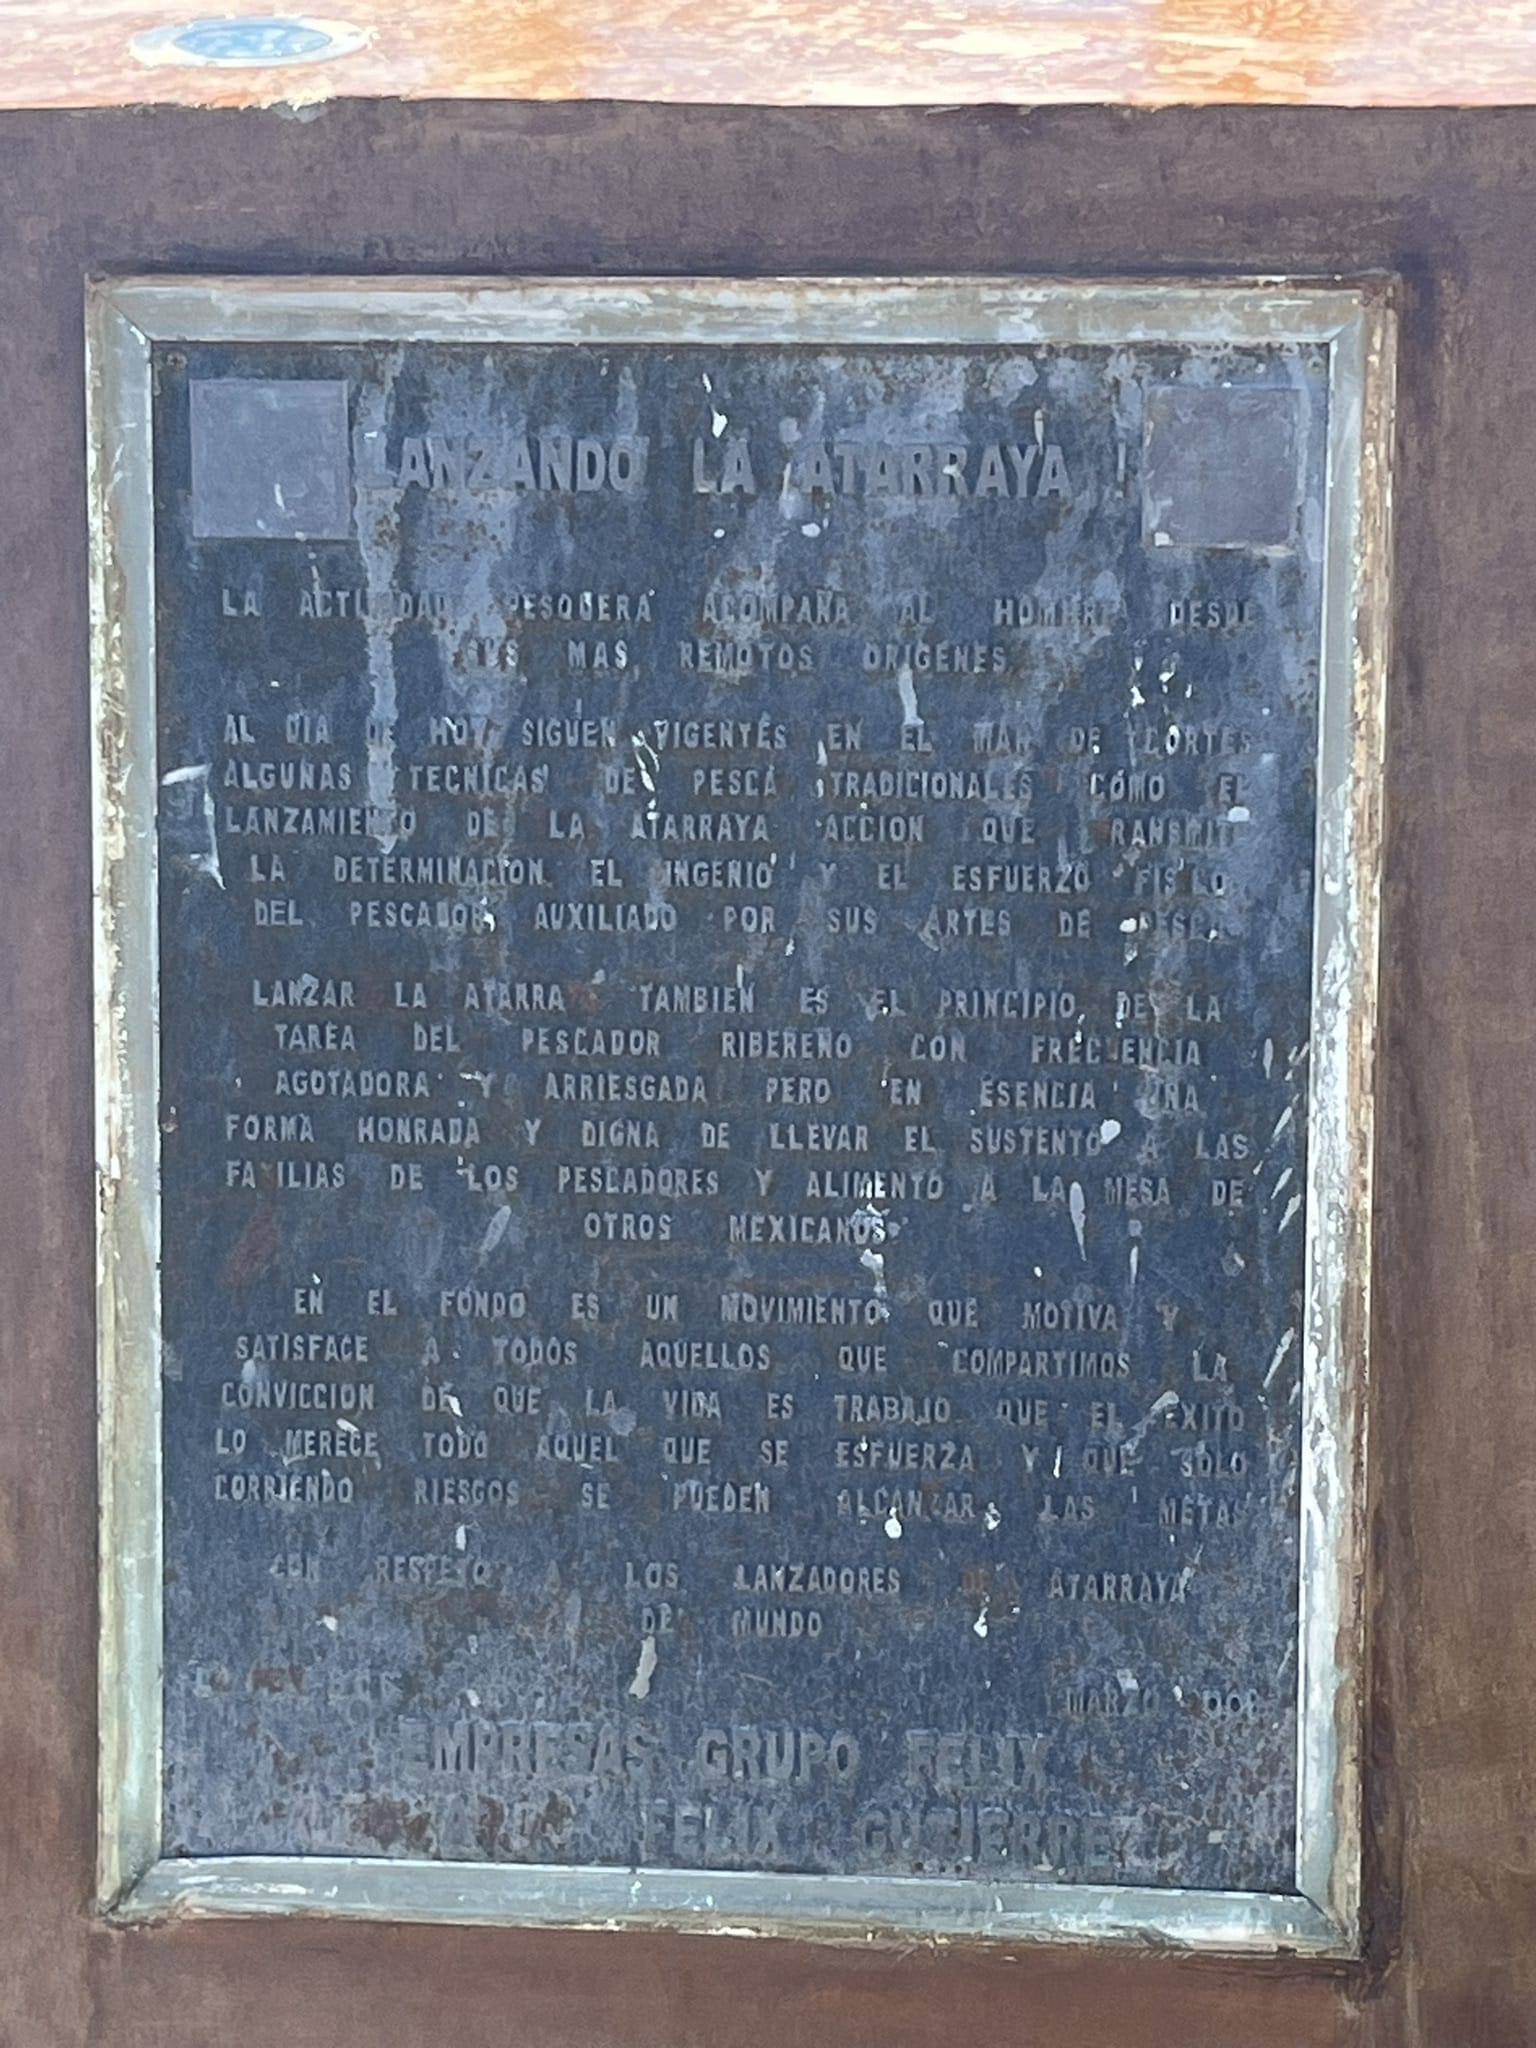 LANZANDO LA ATARRAYA !
LA ACTIVIDAD PESQUERA ACOMPAÑA AL HOMBRE DESDE
SUS MAS REMOTOS ORIGENES
AL DIA DE HOY SIGUEN VIGENTES EN EL MAR DE CORTES
ALGUNAS TECNICAS DE PESCA TRADICIONALES COMO EL
LANZAMIENTO DE LA ATARRAYA ACCION QUE TRANSMITE
LA DETERMINACION EL INGENIO Y EL ESFUERZO FISICO
DEL PESCADOR AUXILIADO POR SUS ARTES DE PESCA
LANZAR LA ATARRA TAMBIEN ES EL PRINCIPIO DE LA
TAREA DEL PESCADOR RIBEREÑO CON FRECUENCIA
AGOTADORA Y ARRIESGADA PERO EN ESENCIA UNA
FORMA HONRADA Y DIGNA DE LLEVAR EL SUSTENTO A LAS
FAMILIAS DE LOS PESCADORES Y ALIMENTO A LA MESA DE
OTROS MEXICANOS
EN EL FONDO ES UN MOVIMIENTO QUE MOTIVA Y
SATISFACE A TODOS AQUELLOS QUE COMPARTIMOS LA
CONVICCION DE QUE LA VIDA ES TRABAJO QUE EL EXITO
LO MERECE TODO AQUEL QUE SE ESFUERZA Y QUE SOLO
CORRIENDO RIESGOS SE PUEDEN ALCANZAR LAS METAS
CON RESPETO A LOS LANZADORES DE ATARRAYA
DEL MUNDO
MARZO
EMPRESAS GRUPO FELIX
FELIX GUTIERREZ